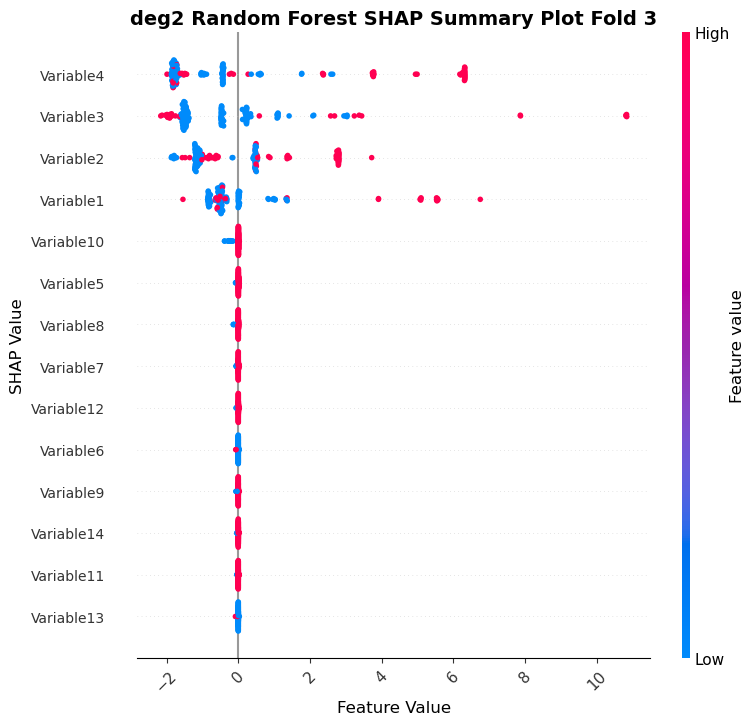 deg2 Random Forest SHAP Summary Plot Fold 3
High
Variable4
Variable3
Variable2
Variable1
Variable10
Variable5
Variable8
Variable7
Variable12
Variable6
Variable9
Variable14
Variable11
Variable13
SHAP Value
Feature value
Low
−2
0
2
4
6
8
10
Feature Value